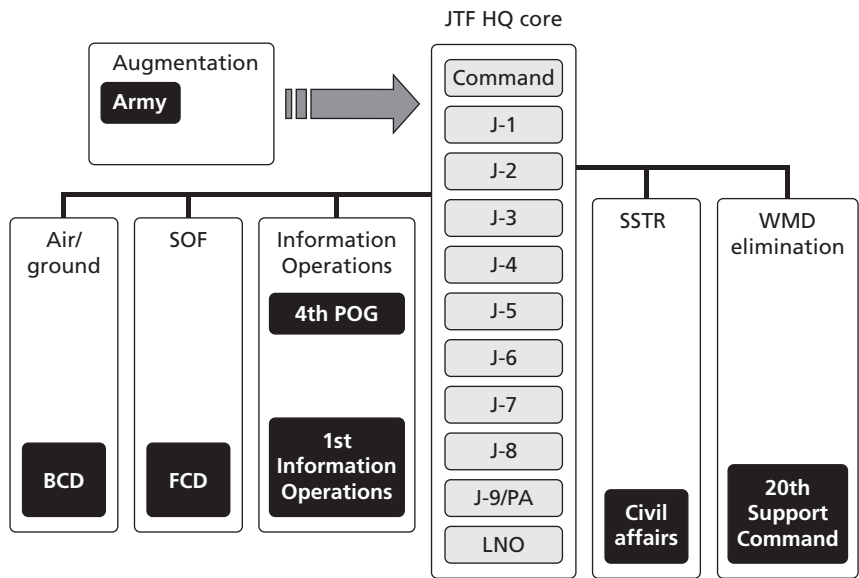 JTF HQ core
Augmentation
Army
Command
J-1
J-2
J-3
J-4
J-5
J-6
J-7
J-8
J-9/PA
LNO
Air/
ground
BCD
SOF
FCD
Information
Operations
4th POG
1st
Information
Operations
SSTR
Civil
affairs
WMD
elimination
20th
Support
Command